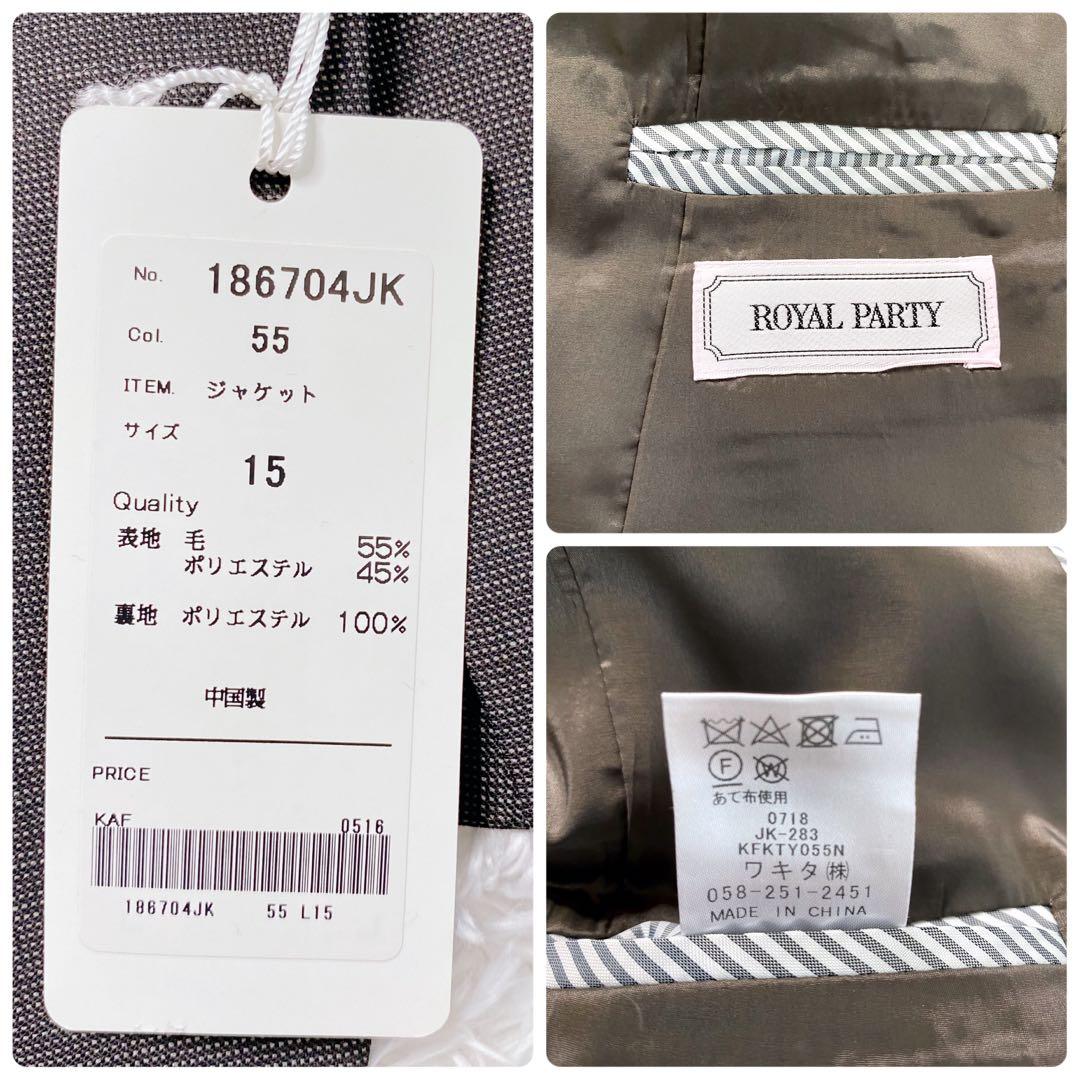 No. 186704JK
Col. 55
ITEM. ジャケット
サイズ
15
Quality
表地 毛 55%
ポリエステル 45%
裏地 ポリエステル 100%
中国製
PRICE
KAF 0516
186704JK 55 L15
ROYAL PARTY
F W
あて布使用
0718
JK-283
KFKTY055N
ワキタ(株)
058-251-2451
MADE IN CHINA